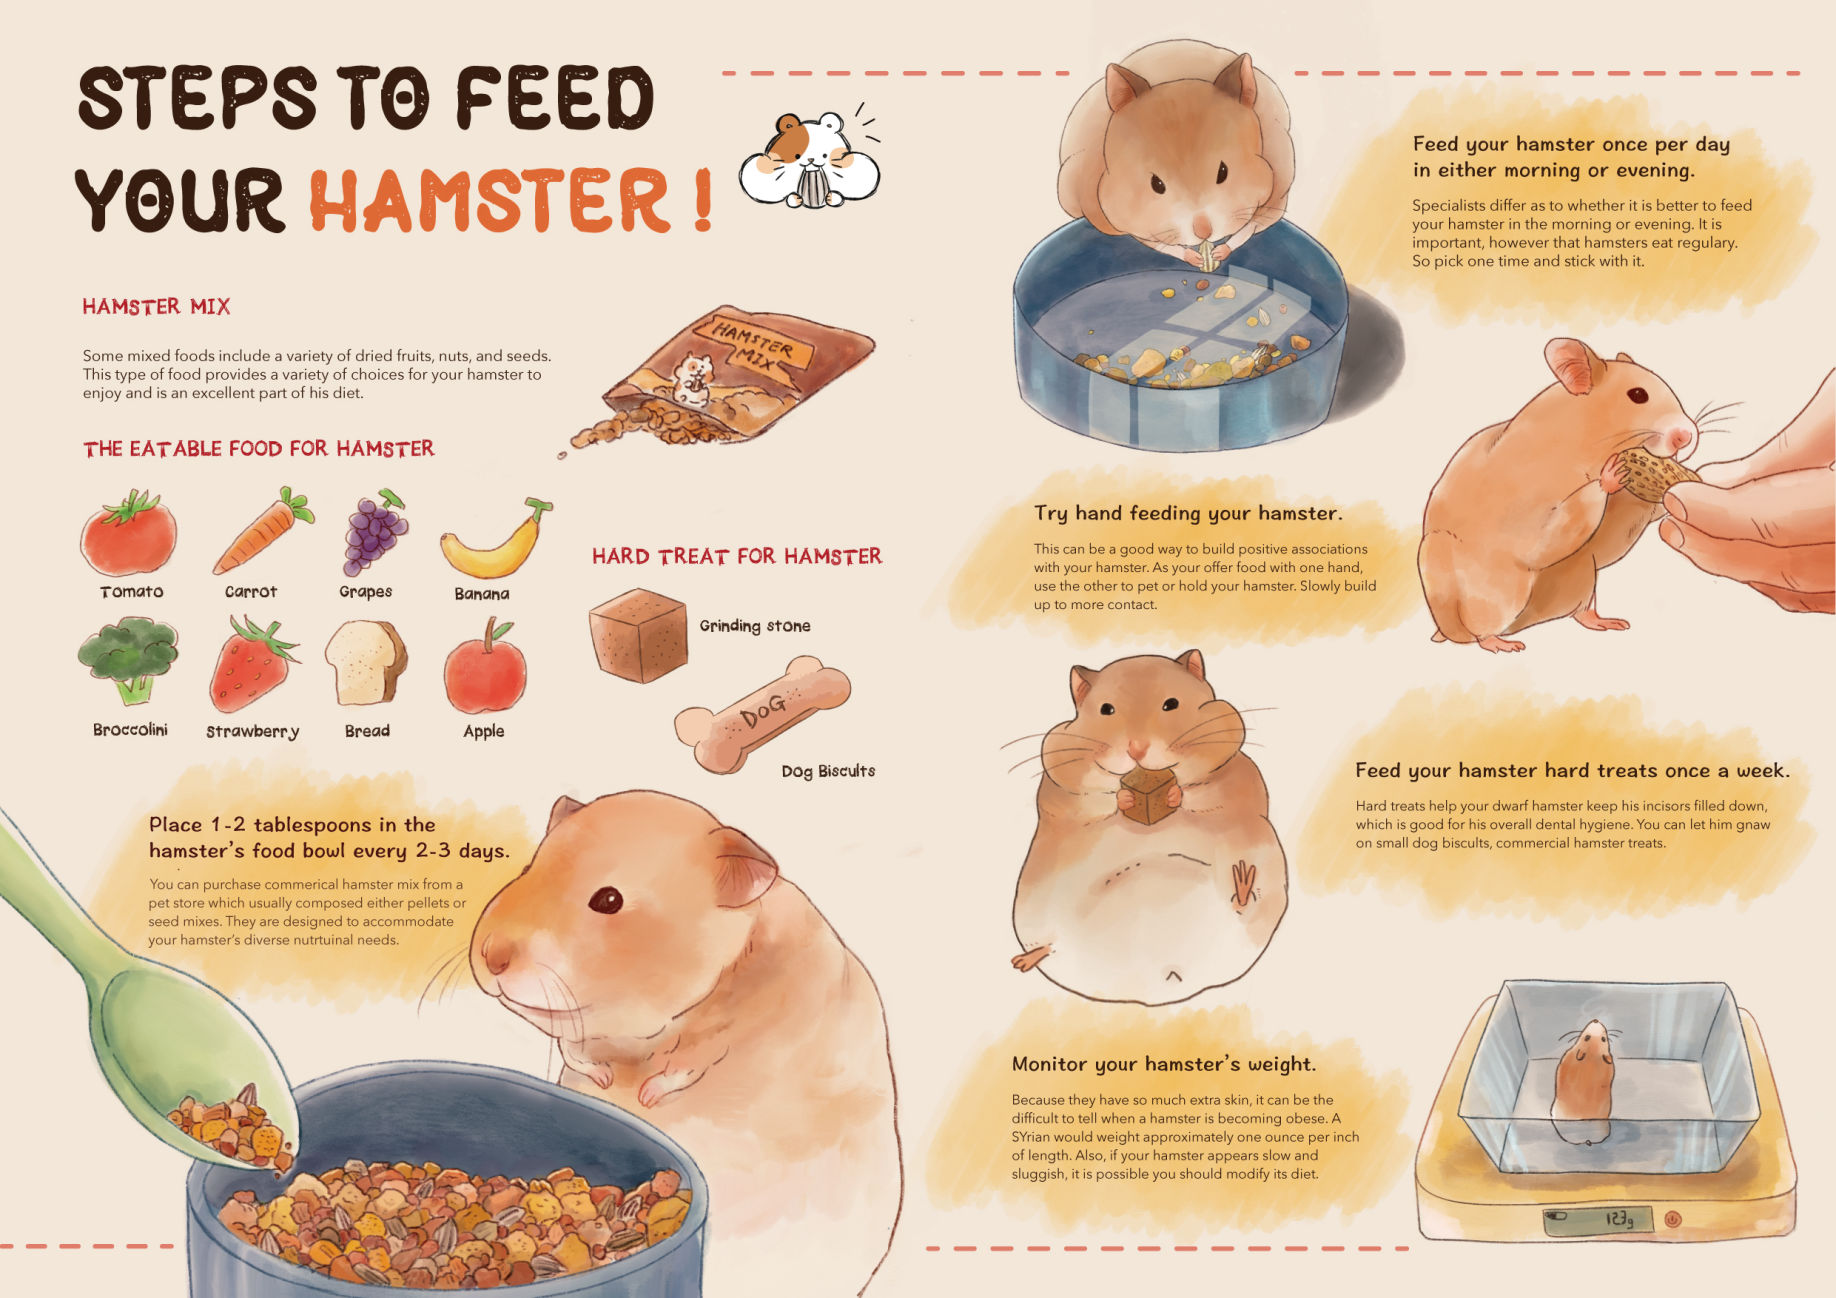 STEPS TO FEED
YOUR HAMSTER !
HAMSTER MIX
Some mixed foods include a variety of dried fruits, nuts, and seeds.
This type of food provides a variety of choices for your hamster to
enjoy and is an excellent part of his diet.
HAMSTER
MIX
THE EATABLE FOOD FOR HAMSTER
Tomato
Carrot
Grapes
Banana
Broccolini
Strawberry
Bread
Apple
HARD TREAT FOR HAMSTER
Grinding stone
DOG
Dog Biscults
Place 1-2 tablespoons in the
hamster's food bowl every 2-3 days.
You can purchase commerical hamster mix from a
pet store which usually composed either pellets or
seed mixes. They are designed to accommodate
your hamster's diverse nutrtuinal needs.
Feed your hamster once per day
in either morning or evening.
Specialists differ as to whether it is better to feed
your hamster in the morning or evening. It is
important, however that hamsters eat regulary.
So pick one time and stick with it.
Try hand feeding your hamster.
This can be a good way to build positive associations
with your hamster. As your offer food with one hand,
use the other to pet or hold your hamster. Slowly build
up to more contact.
Feed your hamster hard treats once a week.
Hard treats help your dwarf hamster keep his incisors filled down,
which is good for his overall dental hygiene. You can let him gnaw
on small dog biscults, commercial hamster treats.
Monitor your hamster's weight.
Because they have so much extra skin, it can be the
difficult to tell when a hamster is becoming obese. A
SYrian would weight approximately one ounce per inch
of length. Also, if your hamster appears slow and
sluggish, it is possible you should modify its diet.
123g